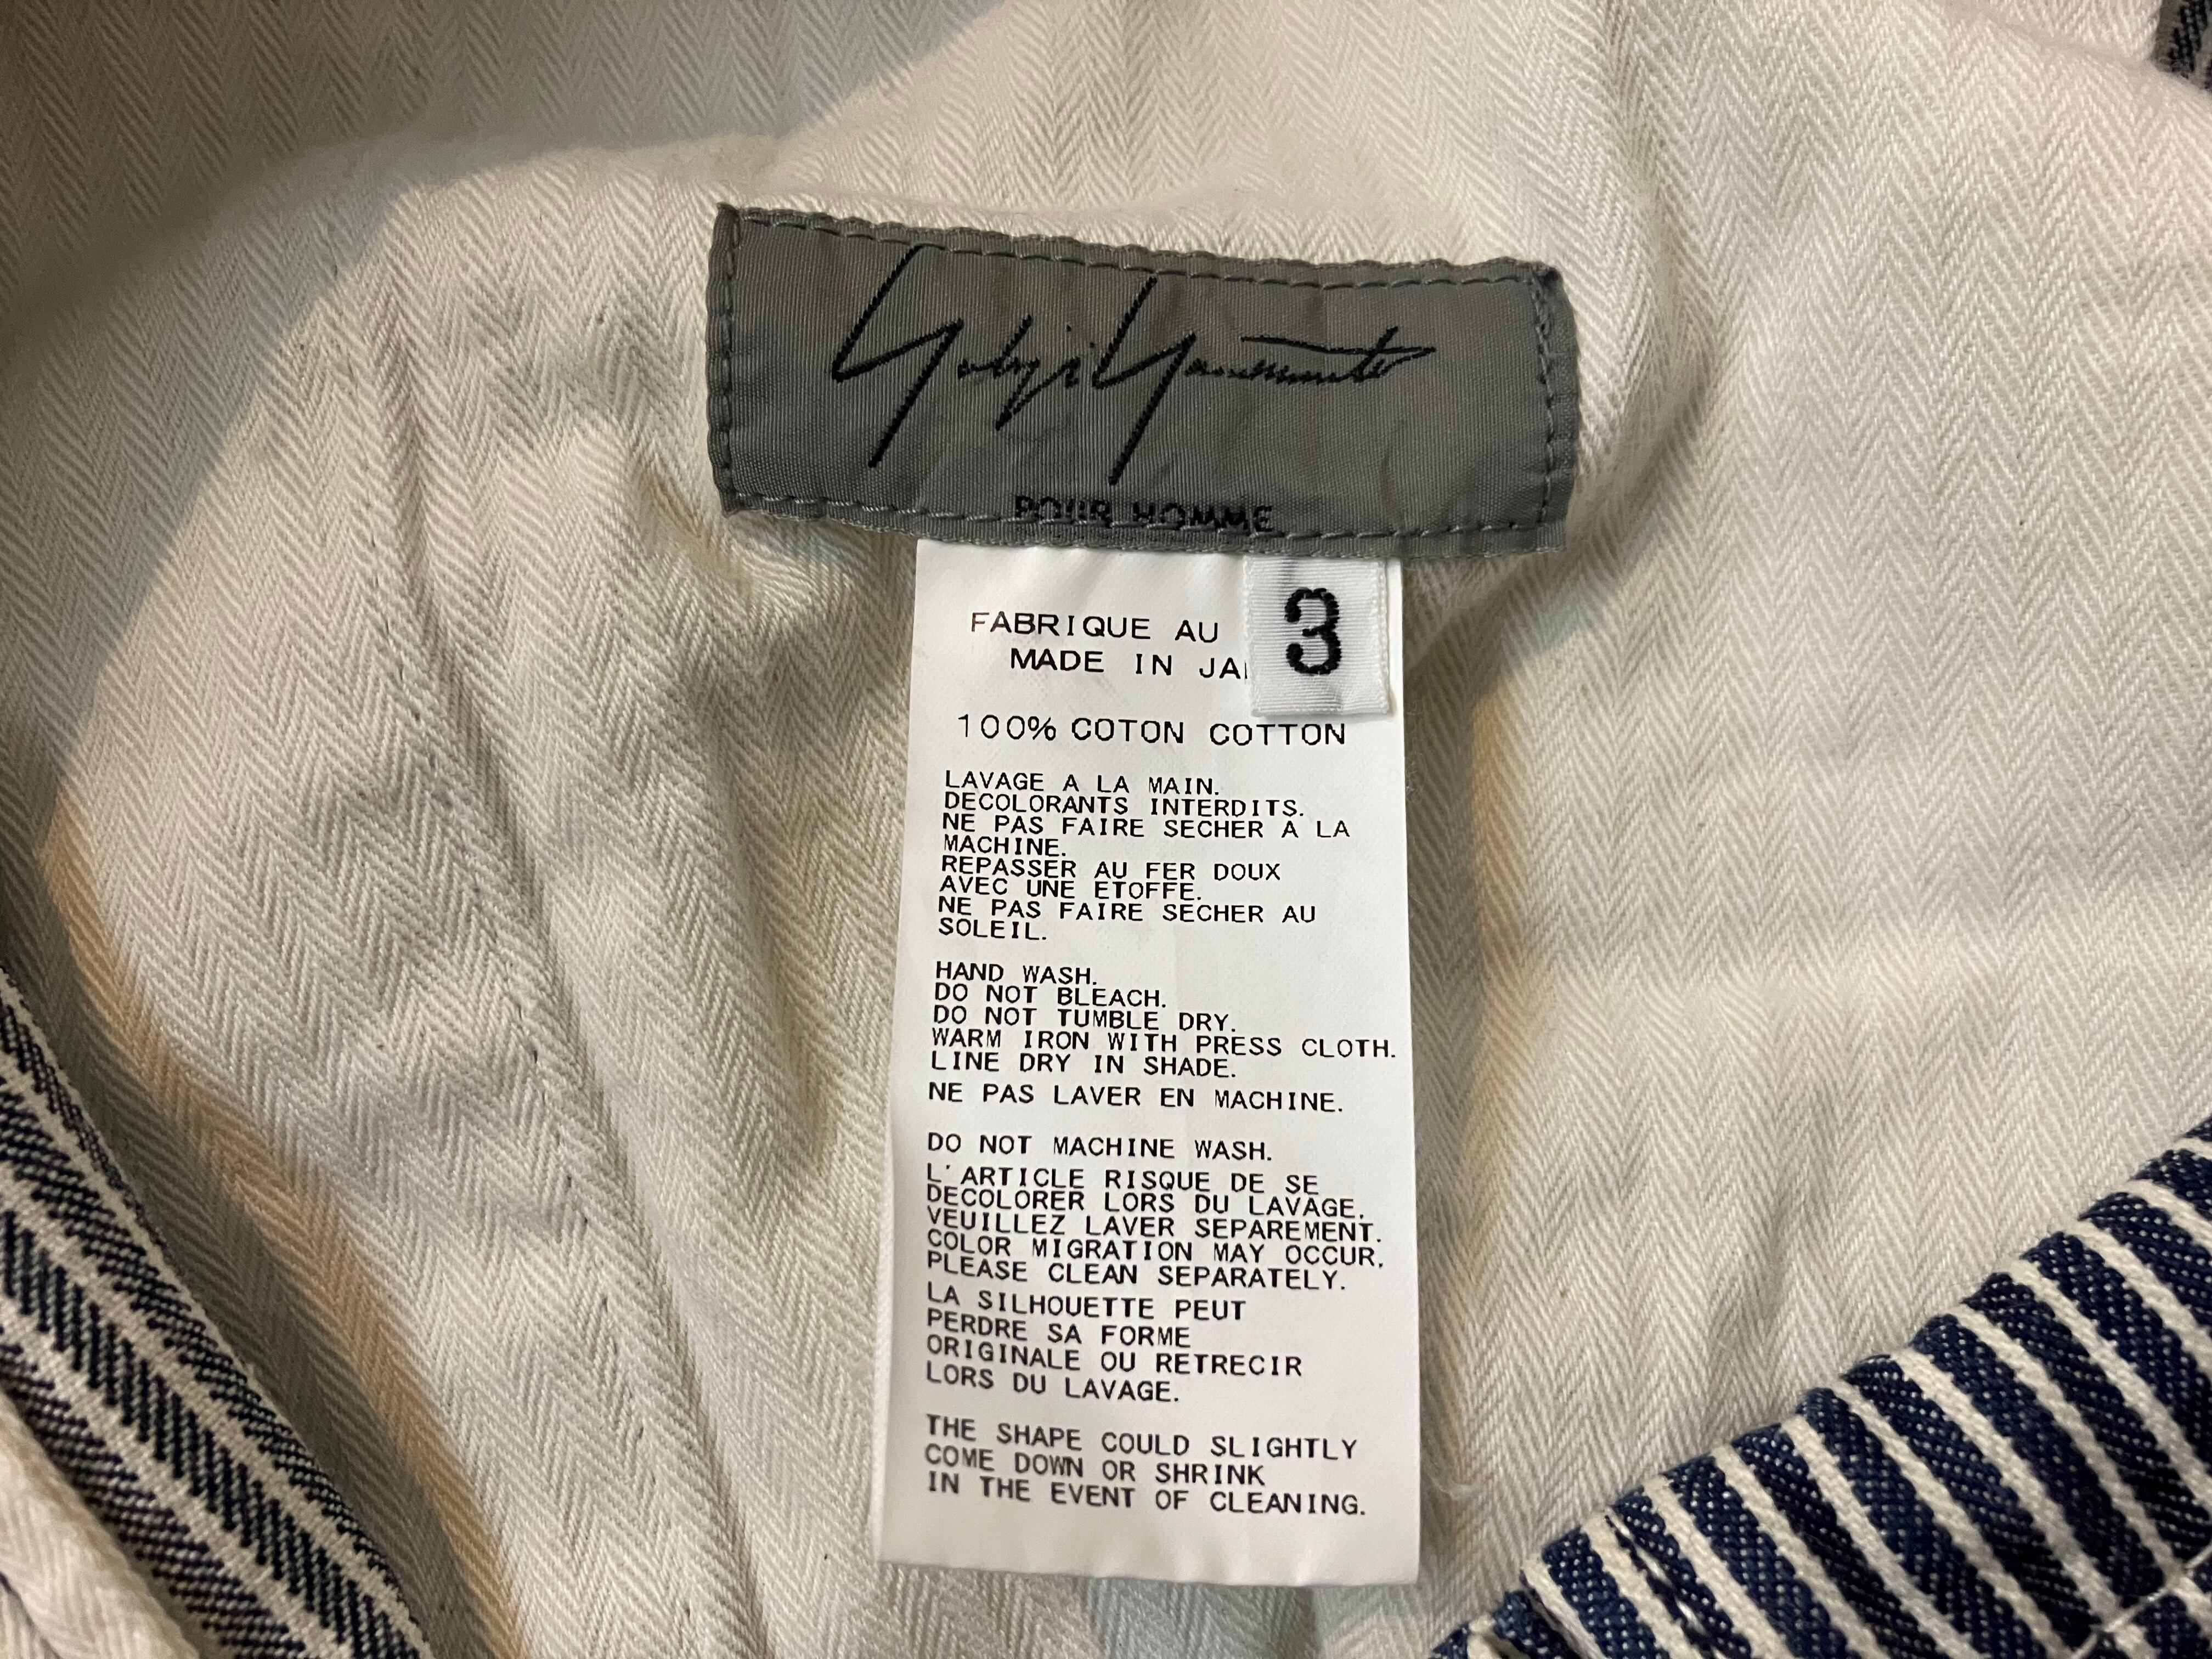 Yohji Yamamoto
POUR HOMME
3
FABRIQUE AU
MADE IN
100% COTON COTTON
LAVAGE A LA MAIN.
DECOLORANTS INTERDITS.
NE PAS FAIRE SECHER A LA
MACHINE.
REPASSER AU FER DOUX
AVEC UNE ETOFFE.
NE PAS FAIRE SECHER AU
SOLEIL.
HAND WASH.
DO NOT BLEACH.
DO NOT TUMBLE DRY.
WARM IRON WITH PRESS CLOTH.
LINE DRY IN SHADE.
NE PAS LAVER EN MACHINE.
DO NOT MACHINE WASH.
L'ARTICLE RISQUE DE SE
DECOLORER LORS DU LAVAGE.
VEUILLEZ LAVER SEPAREMENT.
COLOR MIGRATION MAY OCCUR.
PLEASE CLEAN SEPARATELY.
LA SILHOUETTE PEUT
PERDRE SA FORME
ORIGINALE OU RETRECIR
LORS DU LAVAGE.
THE SHAPE COULD SLIGHTLY
COME DOWN OR SHRINK
IN THE EVENT OF CLEANING.